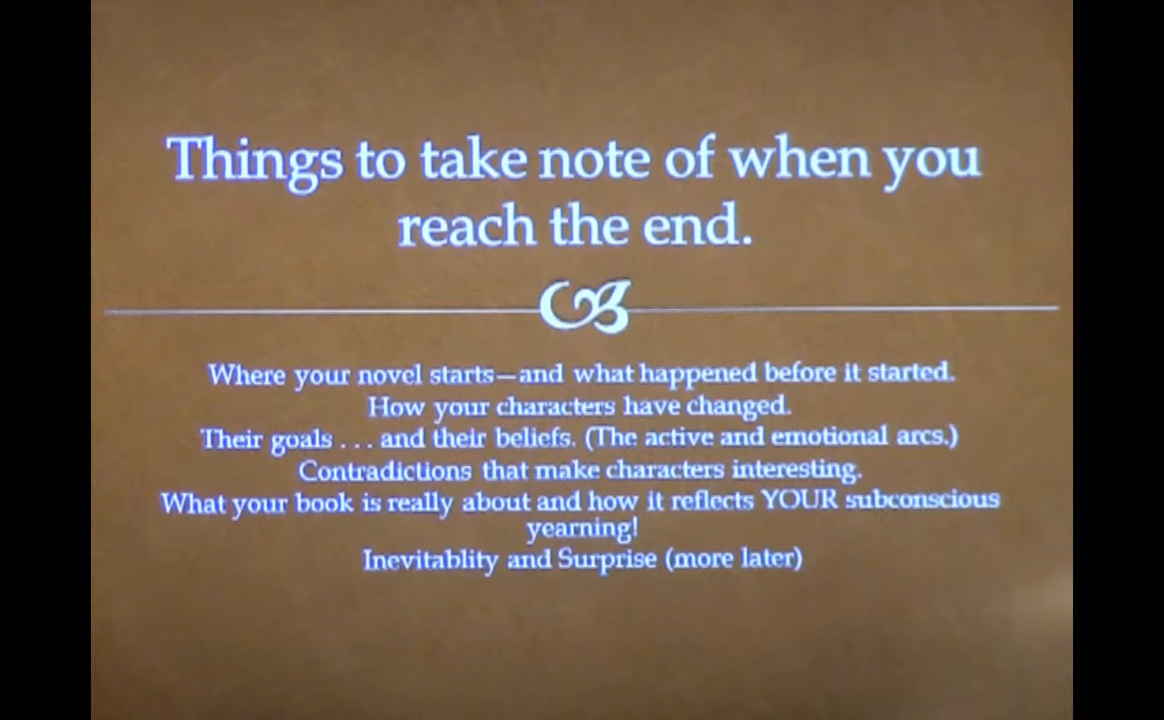 Things to take note of when you
reach the end.
Where your novel starts—and what happened before it started.
How your characters have changed.
Their goals . . . and their beliefs. (The active and emotional arcs.)
Contradictions that make characters interesting.
What your book is really about and how it reflects YOUR subconscious
yearning!
Inevitablity and Surprise (more later)